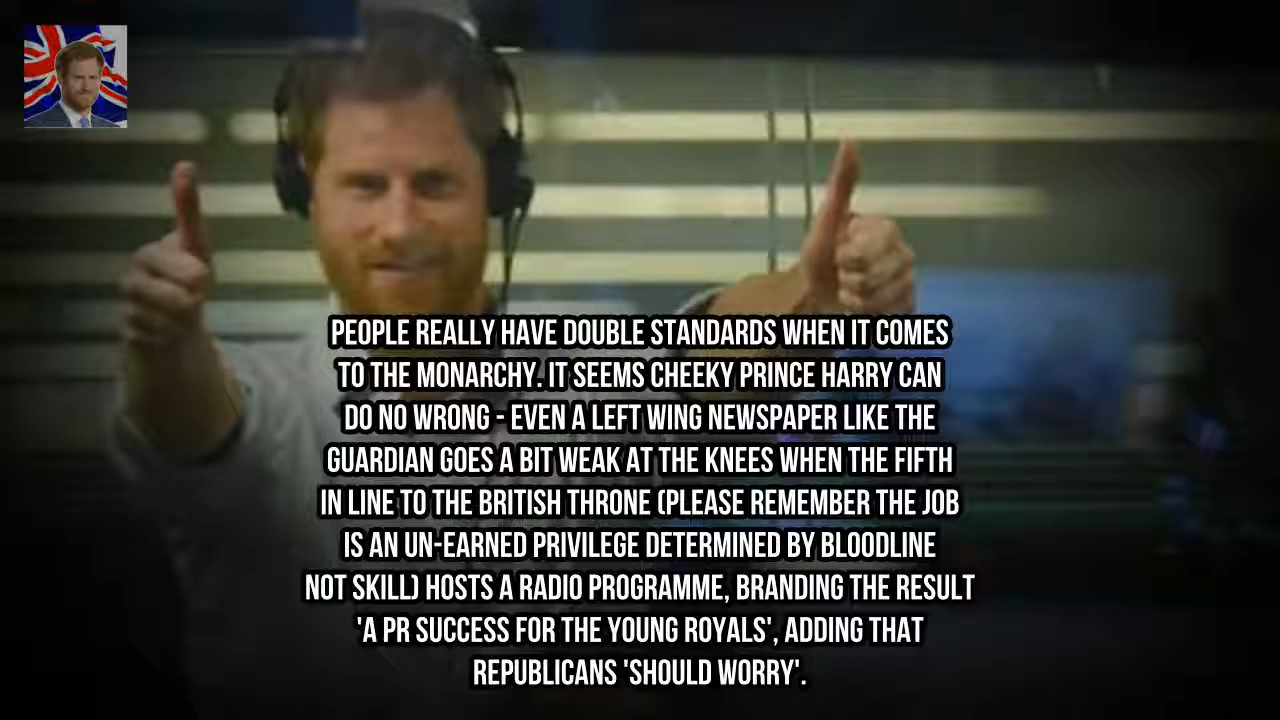 PEOPLE REALLY HAVE DOUBLE STANDARDS WHEN IT COMES
TO THE MONARCHY. IT SEEMS CHEEKY PRINCE HARRY CAN
DO NO WRONG - EVEN A LEFT WING NEWSPAPER LIKE THE
GUARDIAN GOES A BIT WEAK AT THE KNEES WHEN THE FIFTH
IN LINE TO THE BRITISH THRONE (PLEASE REMEMBER THE JOB
IS AN UN-EARNED PRIVILEGE DETERMINED BY BLOODLINE
NOT SKILL) HOSTS A RADIO PROGRAMME, BRANDING THE RESULT
'A PR SUCCESS FOR THE YOUNG ROYALS', ADDING THAT
REPUBLICANS 'SHOULD WORRY'.